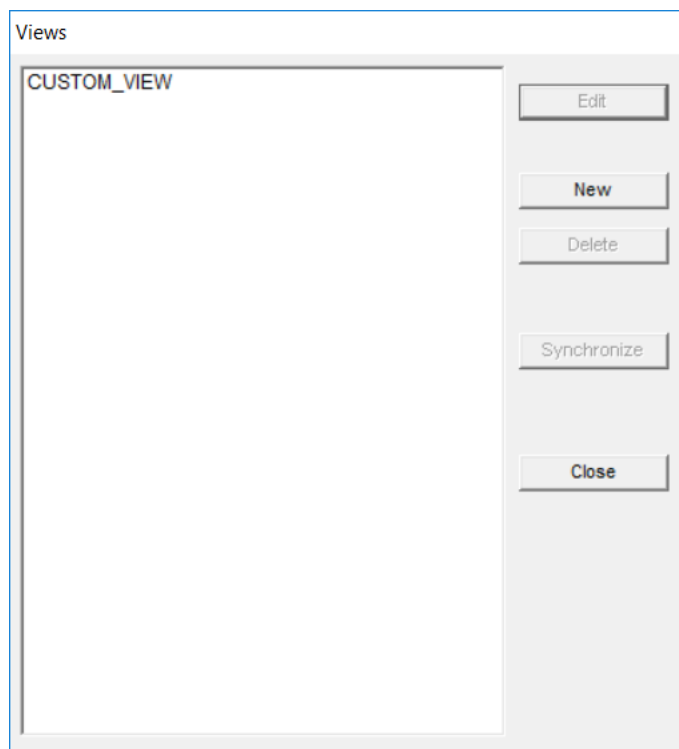 Views
CUSTOM_VIEW
Edit
New
Delete
Synchronize
Close